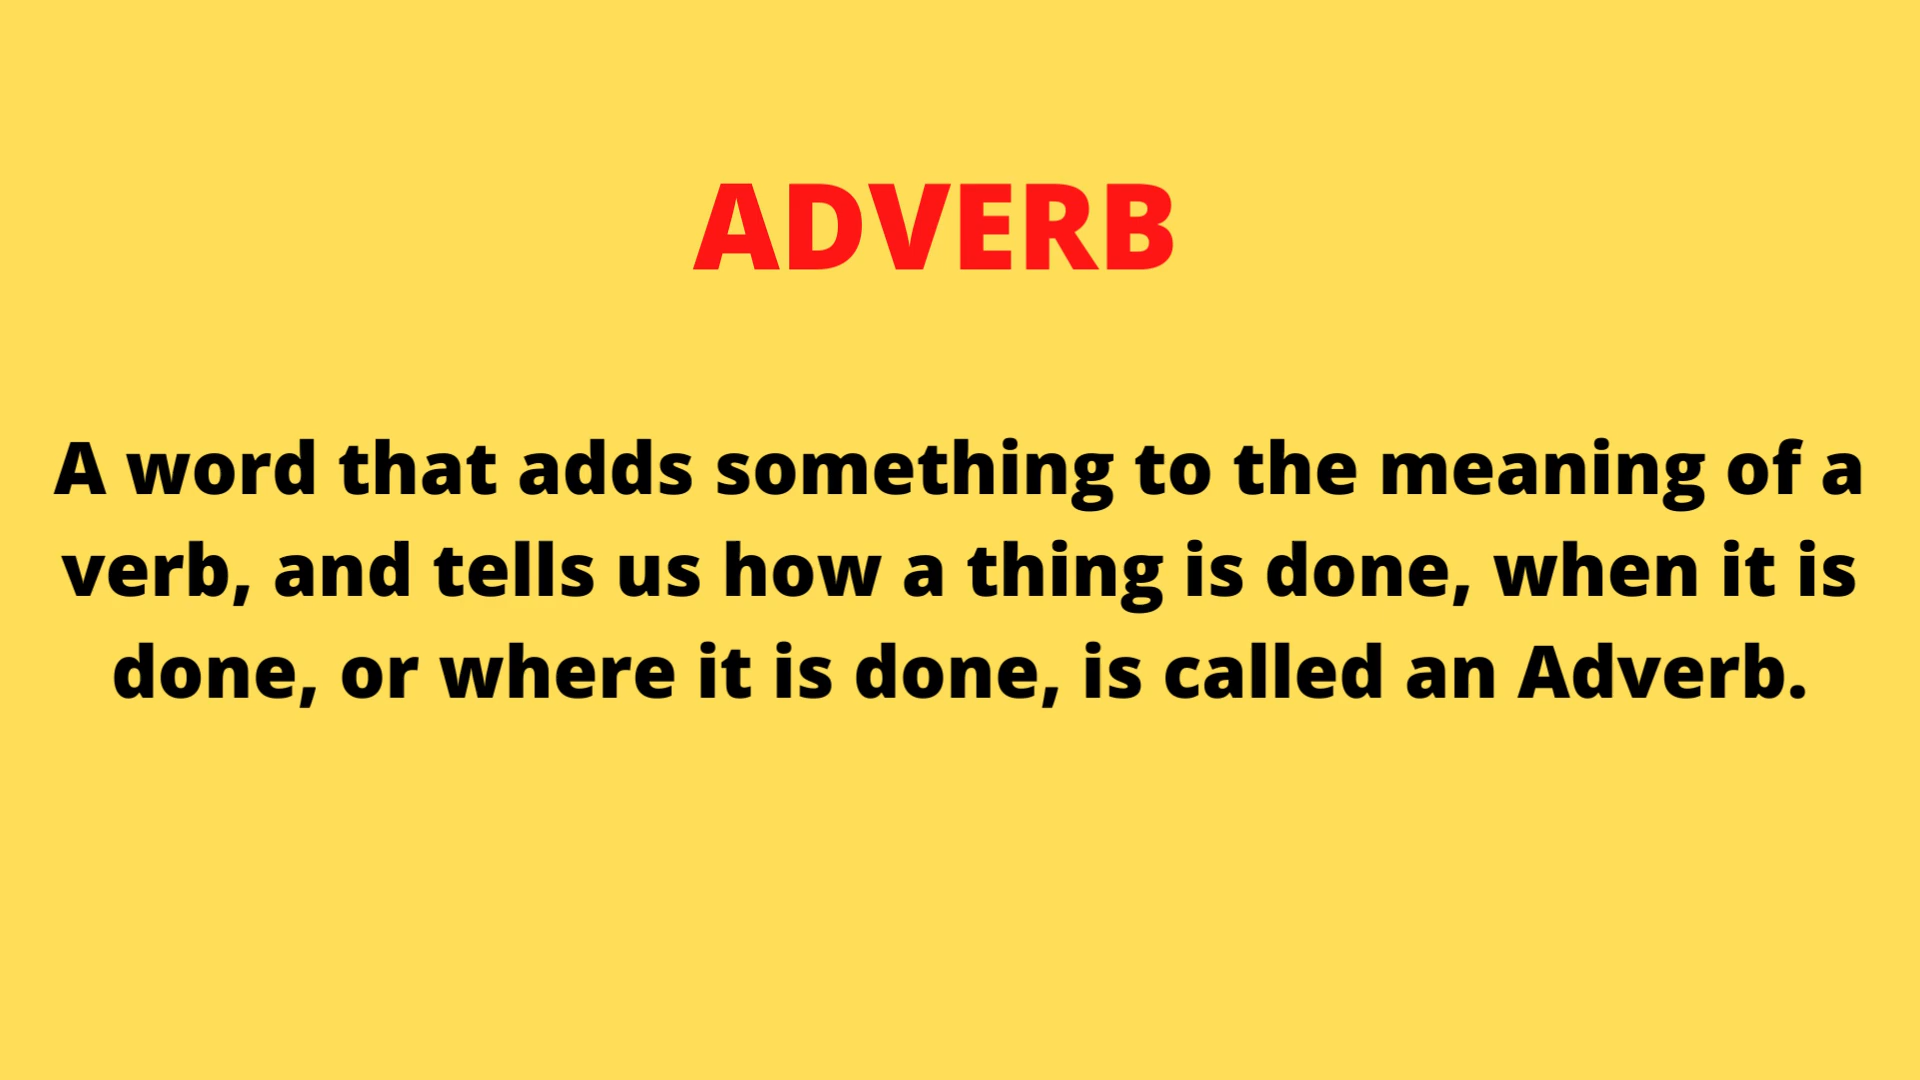 ADVERB
A word that adds something to the meaning of a
verb, and tells us how a thing is done, when it is
done, or where it is done, is called an Adverb.